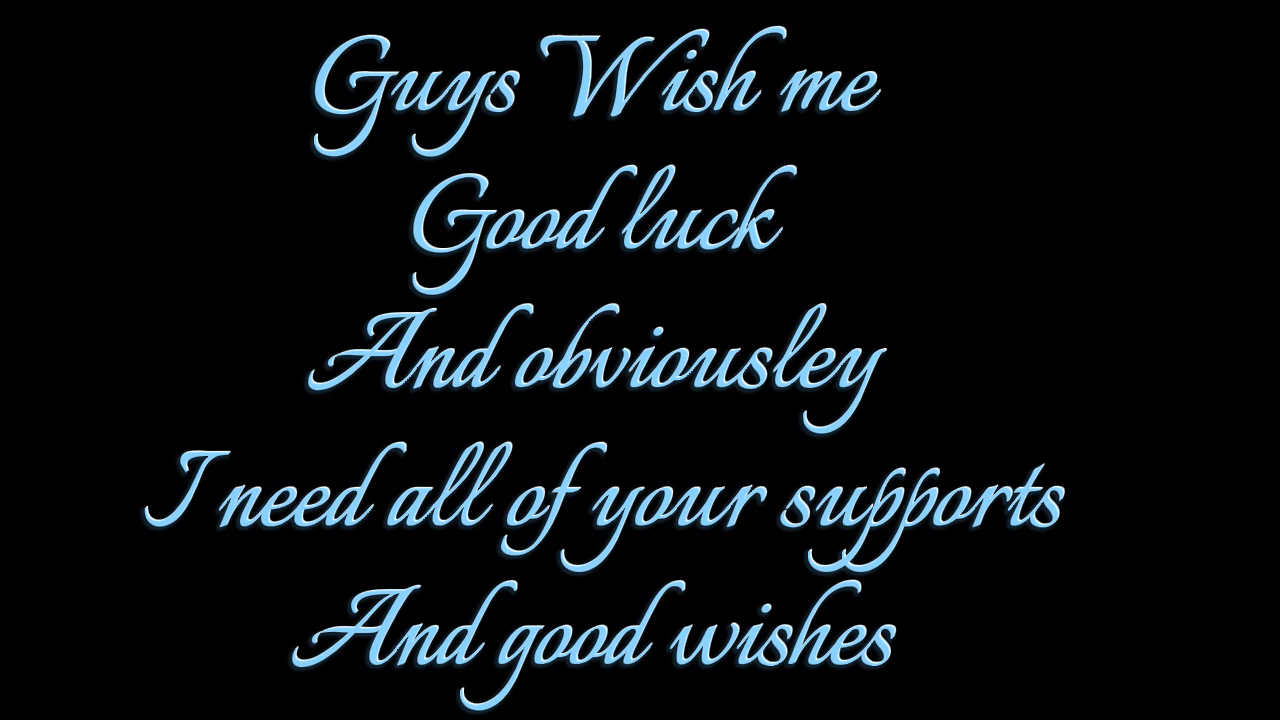 Guys Wish me
Good luck
And obviousley
I need all of your supports
And good wishes